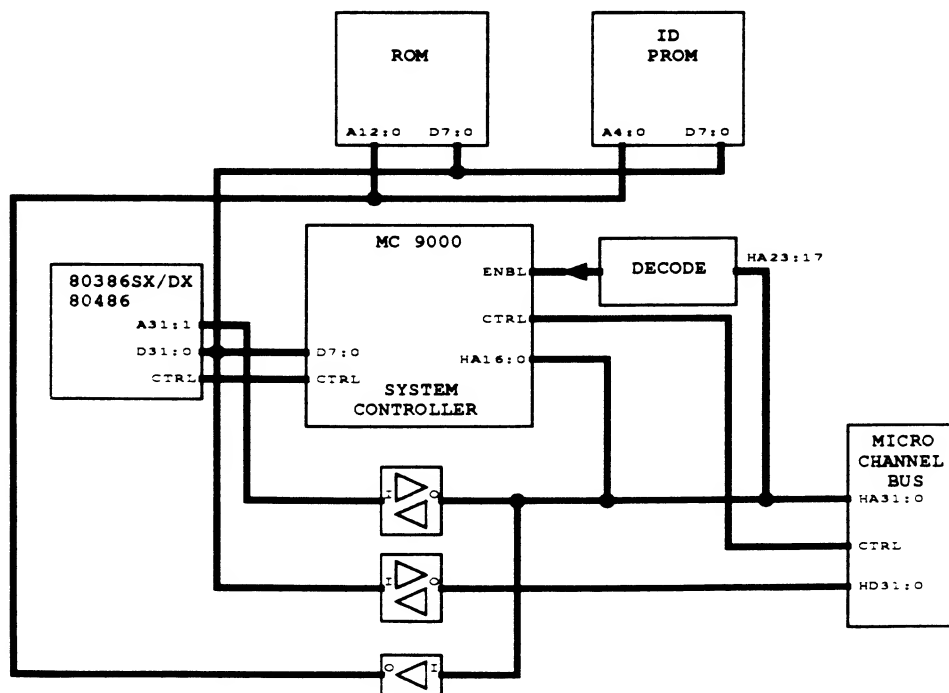 ROM
A12:0 D7:0
ID
PROM
A4:0 D7:0
MC 9000
ENBL
CTRL
HA16:0
D7:0
CTRL
SYSTEM
CONTROLLER
DECODE
HA23:17
80386SX/DX
80486
A31:1
D31:0
CTRL
MICRO
CHANNEL
BUS
HA31:0
CTRL
HD31:0
I O
I O
O I